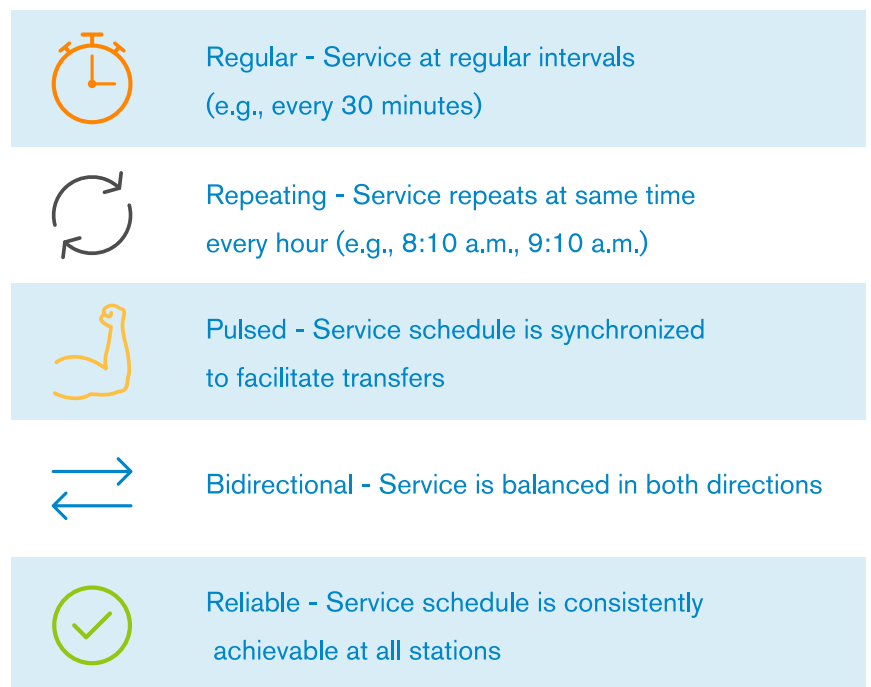 Regular - Service at regular intervals
(e.g., every 30 minutes)
Repeating - Service repeats at same time
every hour (e.g., 8:10 a.m., 9:10 a.m.)
Pulsed - Service schedule is synchronized
to facilitate transfers
Bidirectional - Service is balanced in both directions
Reliable - Service schedule is consistently
achievable at all stations